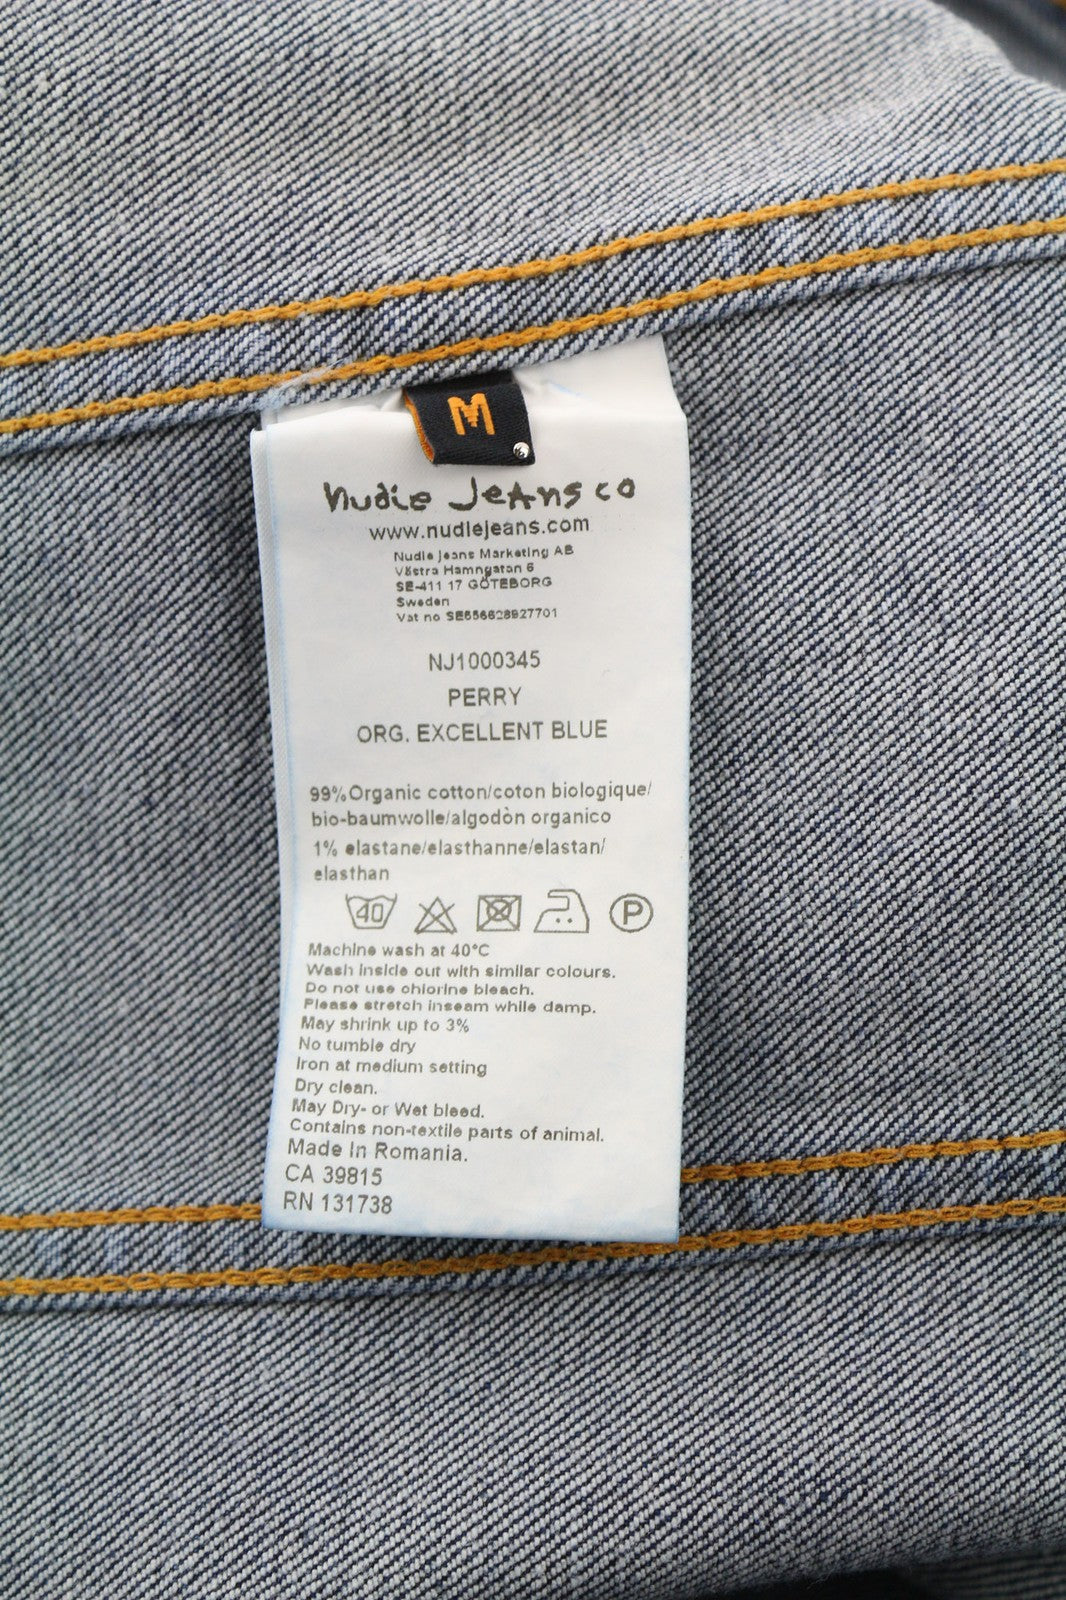 M
nudie Jeans co
www.nudiejeans.com
Nudie Jeans Marketing AB
Västra Hamngatan 6
SE-411 17 GÖTEBORG
Sweden
Vat no SE556628927701
NJ1000345
PERRY
ORG. EXCELLENT BLUE
99%Organic cotton/coton biologique/
bio-baumwolle/algodòn organico
1% elastane/elasthanne/elastan/
elasthan
40 P
Machine wash at 40°C
Wash inside out with similar colours.
Do not use chlorine bleach.
Please stretch inseam while damp.
May shrink up to 3%
No tumble dry
Iron at medium setting
Dry clean.
May Dry- or Wet bleed.
Contains non-textile parts of animal.
Made In Romania.
CA 39815
RN 131738